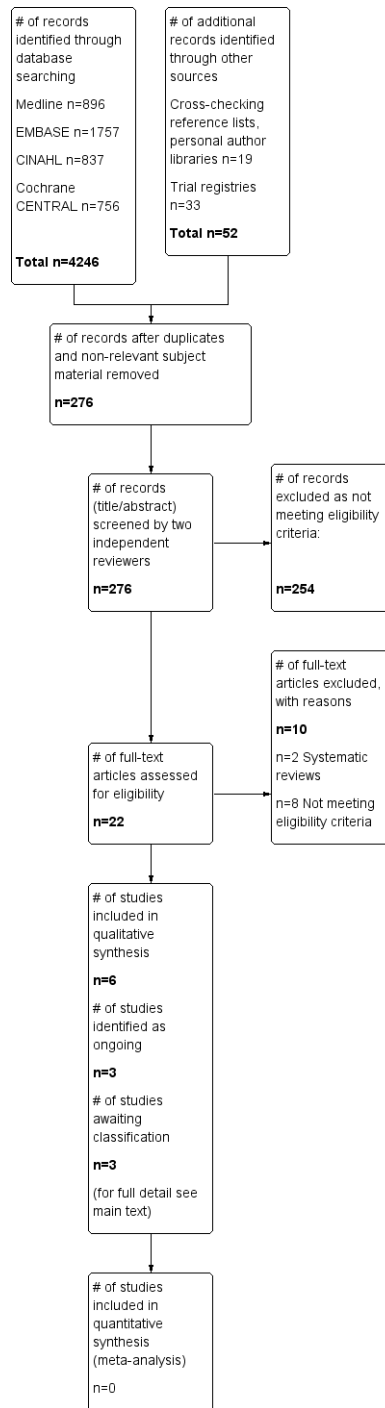 # of records
identified through
database
searching
Medline n=896
EMBASE n=1757
CINAHL n=837
Cochrane
CENTRAL n=756
Total n=4246
# of additional
records identified
through other
sources
Cross-checking
reference lists,
personal author
libraries n=19
Trial registries
n=33
Total n=52
# of records after duplicates
and non-relevant subject
material removed
n=276
# of records
(title/abstract)
screened by two
independent
reviewers
n=276
# of records
excluded as not
meeting eligibility
criteria:
n=254
# of full-text
articles assessed
for eligibility
n=22
# of full-text
articles excluded,
with reasons
n=10
n=2 Systematic
reviews
n=8 Not meeting
eligibility criteria
# of studies
included in
qualitative
synthesis
n=6
# of studies
identified as
ongoing
n=3
# of studies
awaiting
classification
n=3
(for full detail see
main text)
# of studies
included in
quantitative
synthesis
(meta-analysis)
n=0